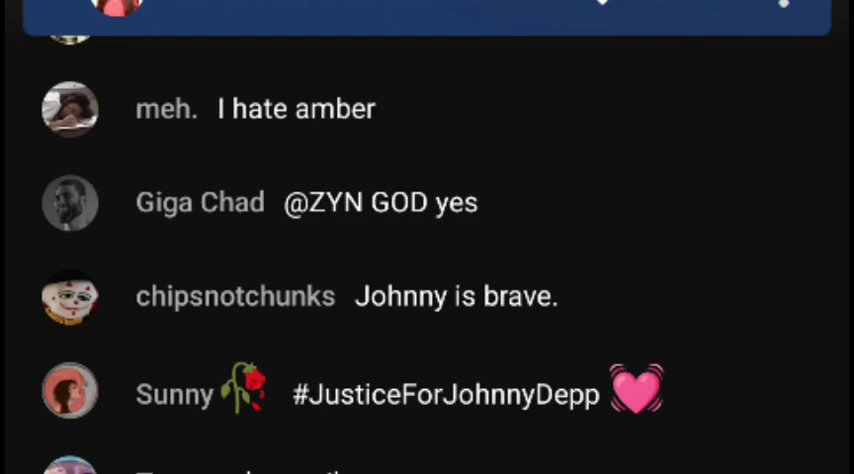 meh. I hate amber
Giga Chad @ZYN GOD yes
chipsnotchunks Johnny is brave.
Sunny🥀 #JusticeForJohnnyDepp 💓